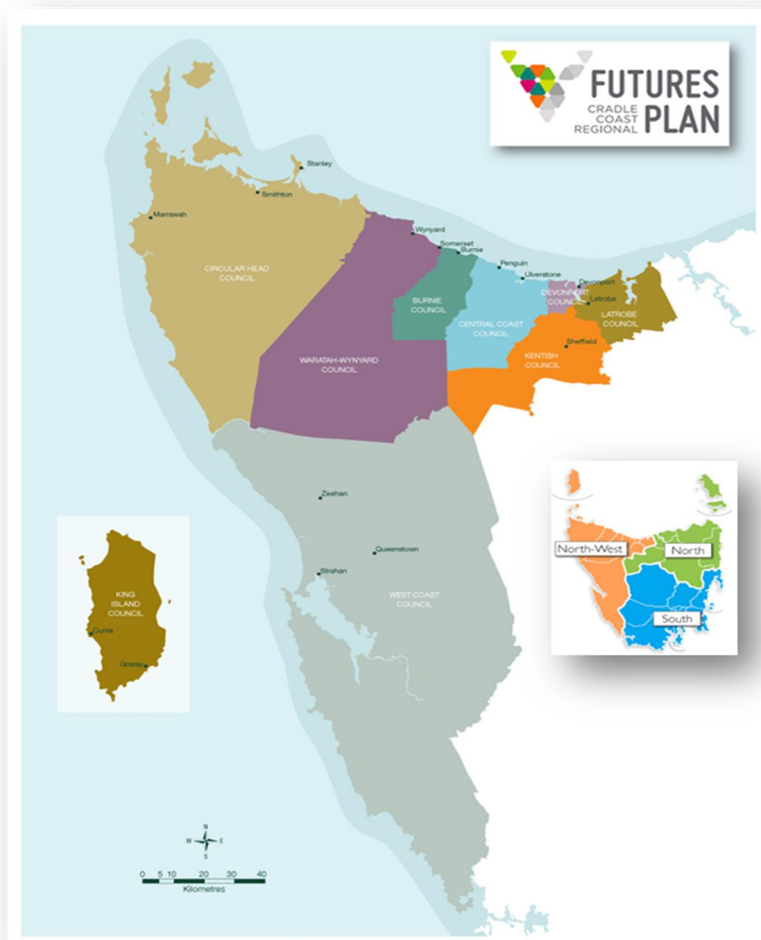 FUTURES
CRADLE
COAST
REGIONAL
PLAN
Stanley
Smithton
Marrawah
Wynyard
Somerset
Burnie
Penguin
Ulverstone
Devonport
Latrobe
CIRCULAR HEAD
COUNCIL
BURNIE
COUNCIL
CENTRAL COAST
COUNCIL
DEVONPORT
COUNCIL
LATROBE
COUNCIL
Sheffield
KENTISH
COUNCIL
WARATAH-WYNYARD
COUNCIL
Zeehan
Queenstown
Strahan
WEST COAST
COUNCIL
KING
ISLAND
COUNCIL
Currie
Grassy
North-West
North
South
N
W E
S
0 5 10 20 30 40
Kilometres